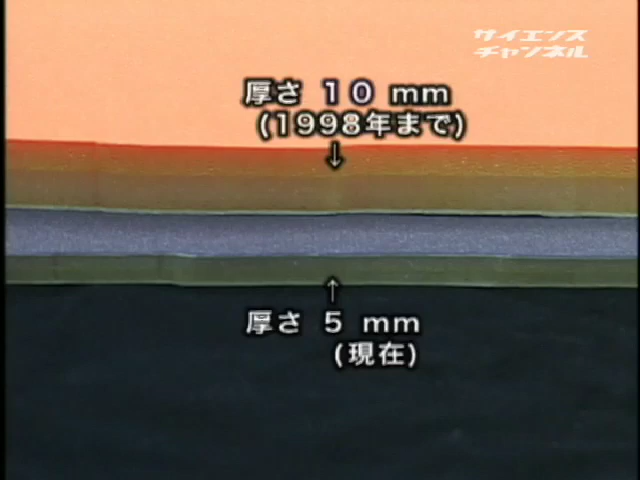 サイエンス
チャンネル
厚さ 10 mm
(1998年まで)
↓
↑
厚さ 5 mm
(現在)